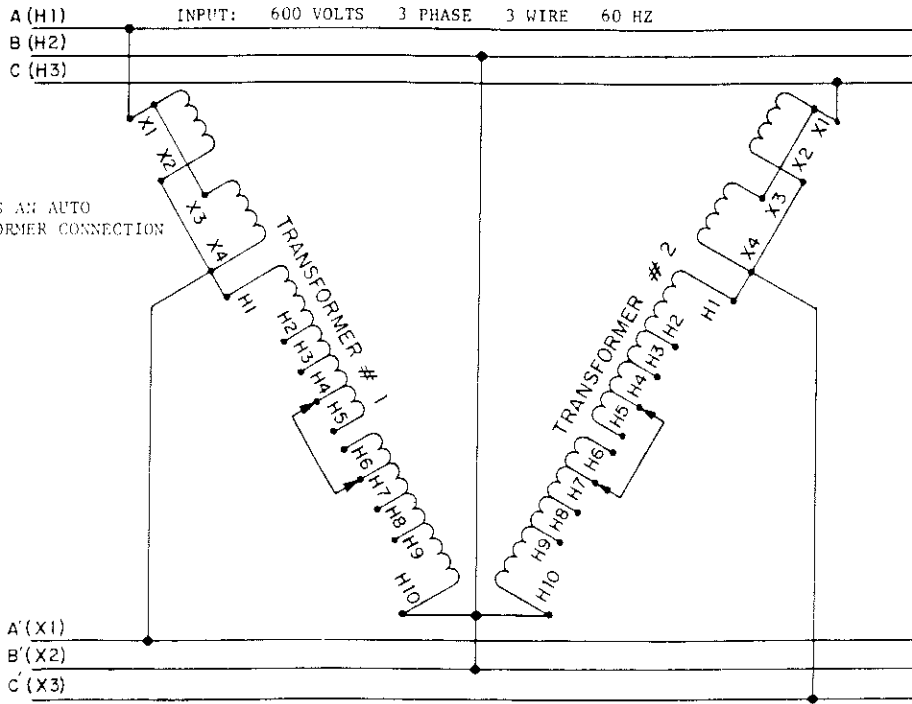 A (H1) INPUT: 600 VOLTS 3 PHASE 3 WIRE 60 HZ
B (H2)
C (H3)
X1
X2
X3
X4
H1
H2
H3
H4
H5
H6
H7
H8
H9
H10
TRANSFORMER # 1
AN AUTO
CONNECTION
X1
X2
X3
X4
H1
H2
H3
H4
H5
H6
H7
H8
H9
H10
TRANSFORMER # 2
A' (X1)
B' (X2)
C' (X3)